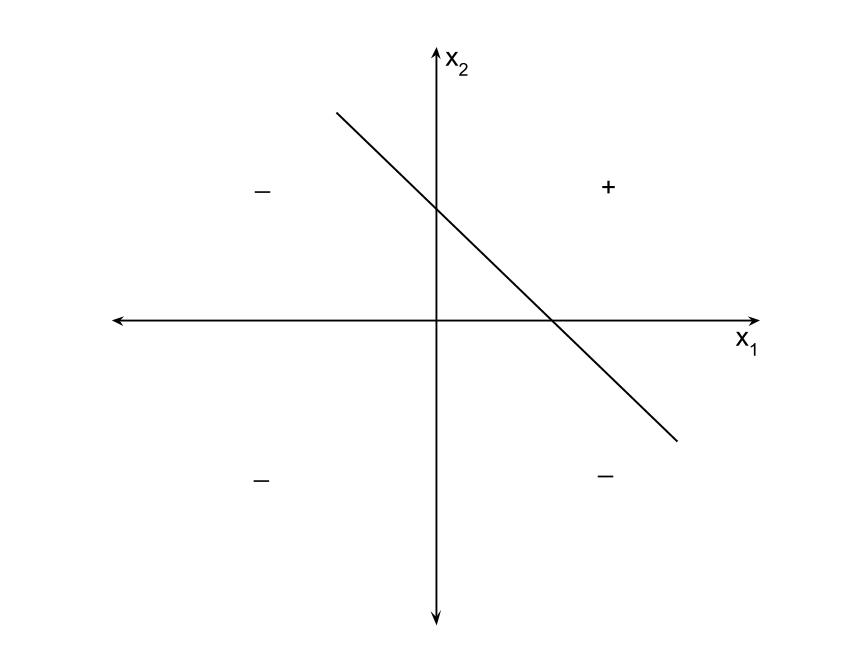 x₂
– +
x₁
– –